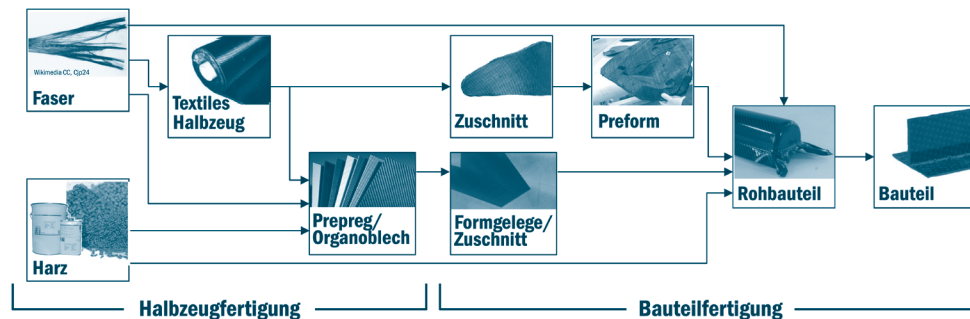 Wikimedia CC, Cjp24
Faser
Textiles
Halbzeug
Zuschnitt
Preform
Rohbauteil
Bauteil
Prepreg/
Organoblech
Formgelege/
Zuschnitt
Harz
Halbzeugfertigung
Bauteilfertigung